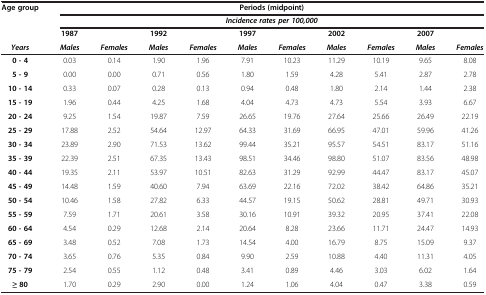 Age group Periods (midpoint)
Incidence rates per 100,000
1987 1992 1997 2002 2007
Years Males Females Males Females Males Females Males Females Males Females
0 - 4 0.03 0.14 1.90 1.96 7.91 10.23 11.29 10.19 9.65 8.08
5 - 9 0.00 0.00 0.71 0.56 1.80 1.59 4.28 5.41 2.87 2.78
10 - 14 0.33 0.07 0.28 0.13 0.94 0.48 1.80 2.14 1.44 2.38
15 - 19 1.96 0.44 4.25 1.68 4.04 4.73 4.73 5.54 3.93 6.67
20 - 24 9.25 1.54 19.87 7.59 26.65 19.76 27.64 25.66 26.49 22.19
25 - 29 17.88 2.52 54.64 12.97 64.33 31.69 66.95 47.01 59.96 41.26
30 - 34 23.89 2.90 71.53 13.62 99.44 35.21 95.57 54.51 83.17 51.16
35 - 39 22.39 2.51 67.35 13.43 98.51 34.46 98.80 51.07 83.56 48.98
40 - 44 19.35 2.11 53.97 10.51 82.63 31.29 92.99 44.47 83.17 45.07
45 - 49 14.48 1.59 40.60 7.94 63.69 22.16 72.02 38.42 64.86 35.21
50 - 54 10.46 1.58 27.82 6.33 44.57 19.15 50.62 28.81 49.71 30.93
55 - 59 7.59 1.71 20.61 3.58 30.16 10.91 39.32 20.95 37.41 22.08
60 - 64 4.54 0.29 12.68 2.14 20.64 8.28 23.66 11.71 24.47 14.93
65 - 69 3.48 0.52 7.08 1.73 14.54 4.00 16.79 8.75 15.09 9.37
70 - 74 3.65 0.76 5.35 0.84 9.90 2.59 10.88 4.40 11.31 4.05
75 - 79 2.54 0.55 1.12 0.48 3.41 0.89 4.46 3.03 6.02 1.64
≥ 80 1.70 0.29 2.90 0.00 1.24 1.06 4.04 0.47 3.38 0.59